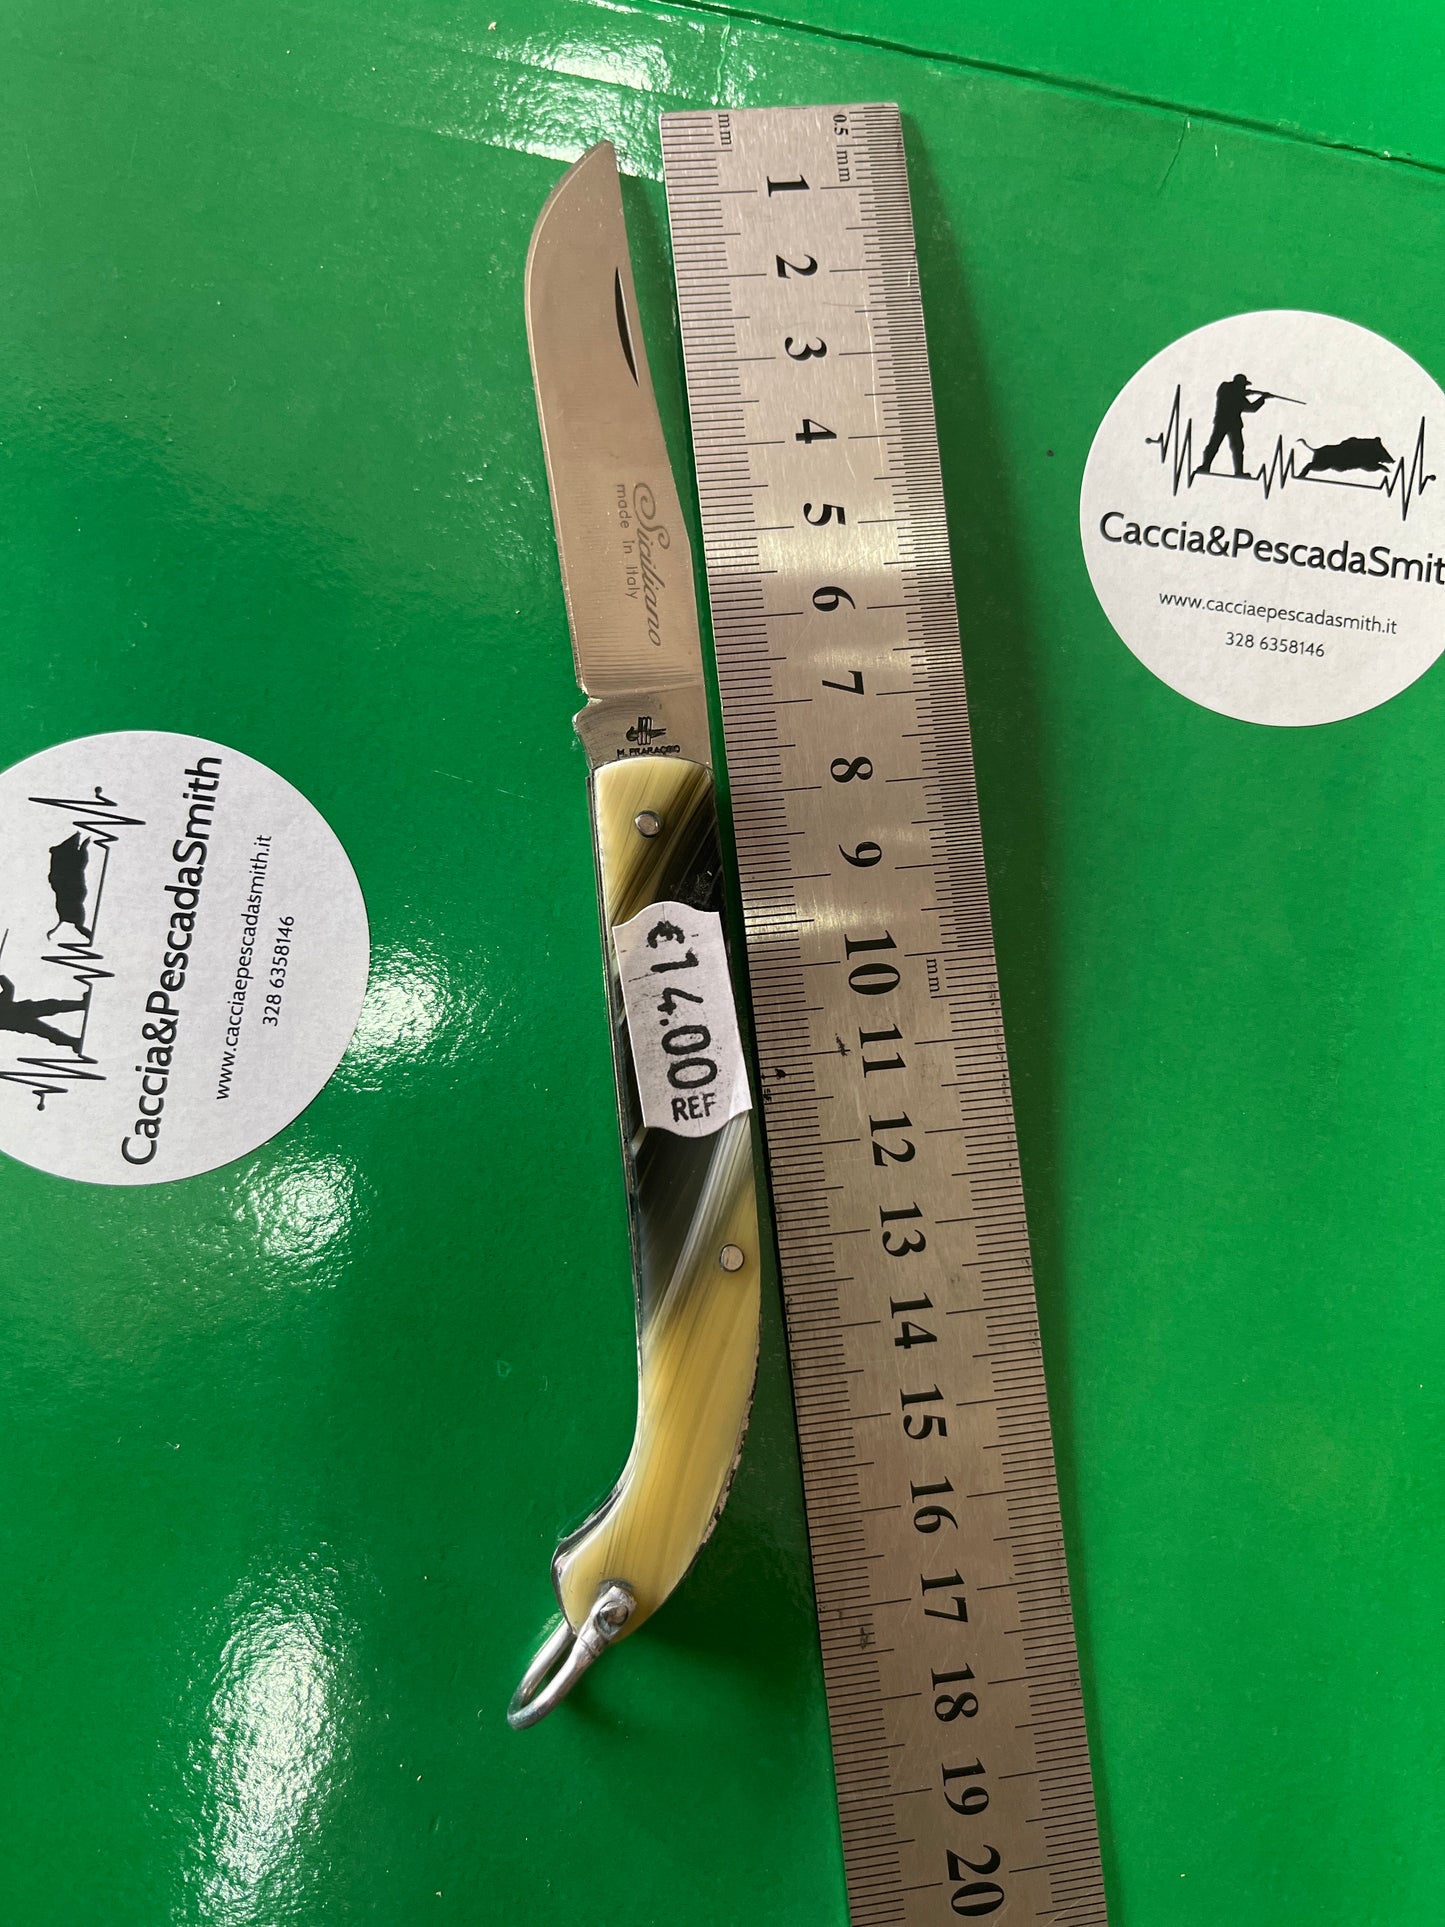 mm
0.5 mm
1
2
3
4
5
6
7
8
9
10
mm
11
12
13
14
15
16
17
18
19
20
Siciliano
made in Italy
€14.00
REF
Caccia&PescadaSmit
www.cacciaepescadasmith.it
328 6358146
Caccia&PescadaSmith
www.cacciaepescadasmith.it
328 6358146